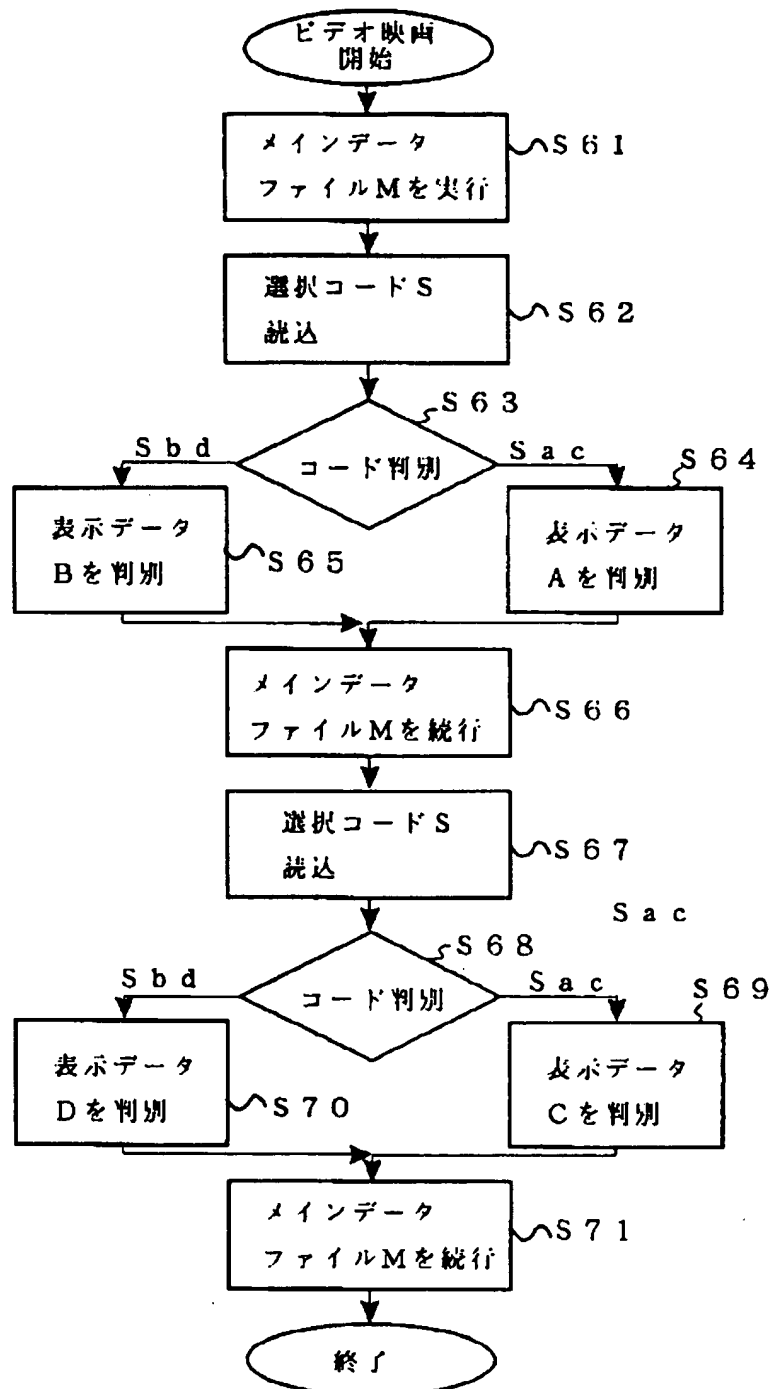 ビデオ映画
開始
メインデータ
ファイルMを実行
S61
選択コードS
読込
S62
S63
コード判別
Sbd
Sac
S64
表示データ
Bを判別
S65
表示データ
Aを判別
メインデータ
ファイルMを続行
S66
選択コードS
読込
S67
Sac
S68
コード判別
Sbd
Sac
S69
表示データ
Dを判別
S70
表示データ
Cを判別
メインデータ
ファイルMを続行
S71
終了